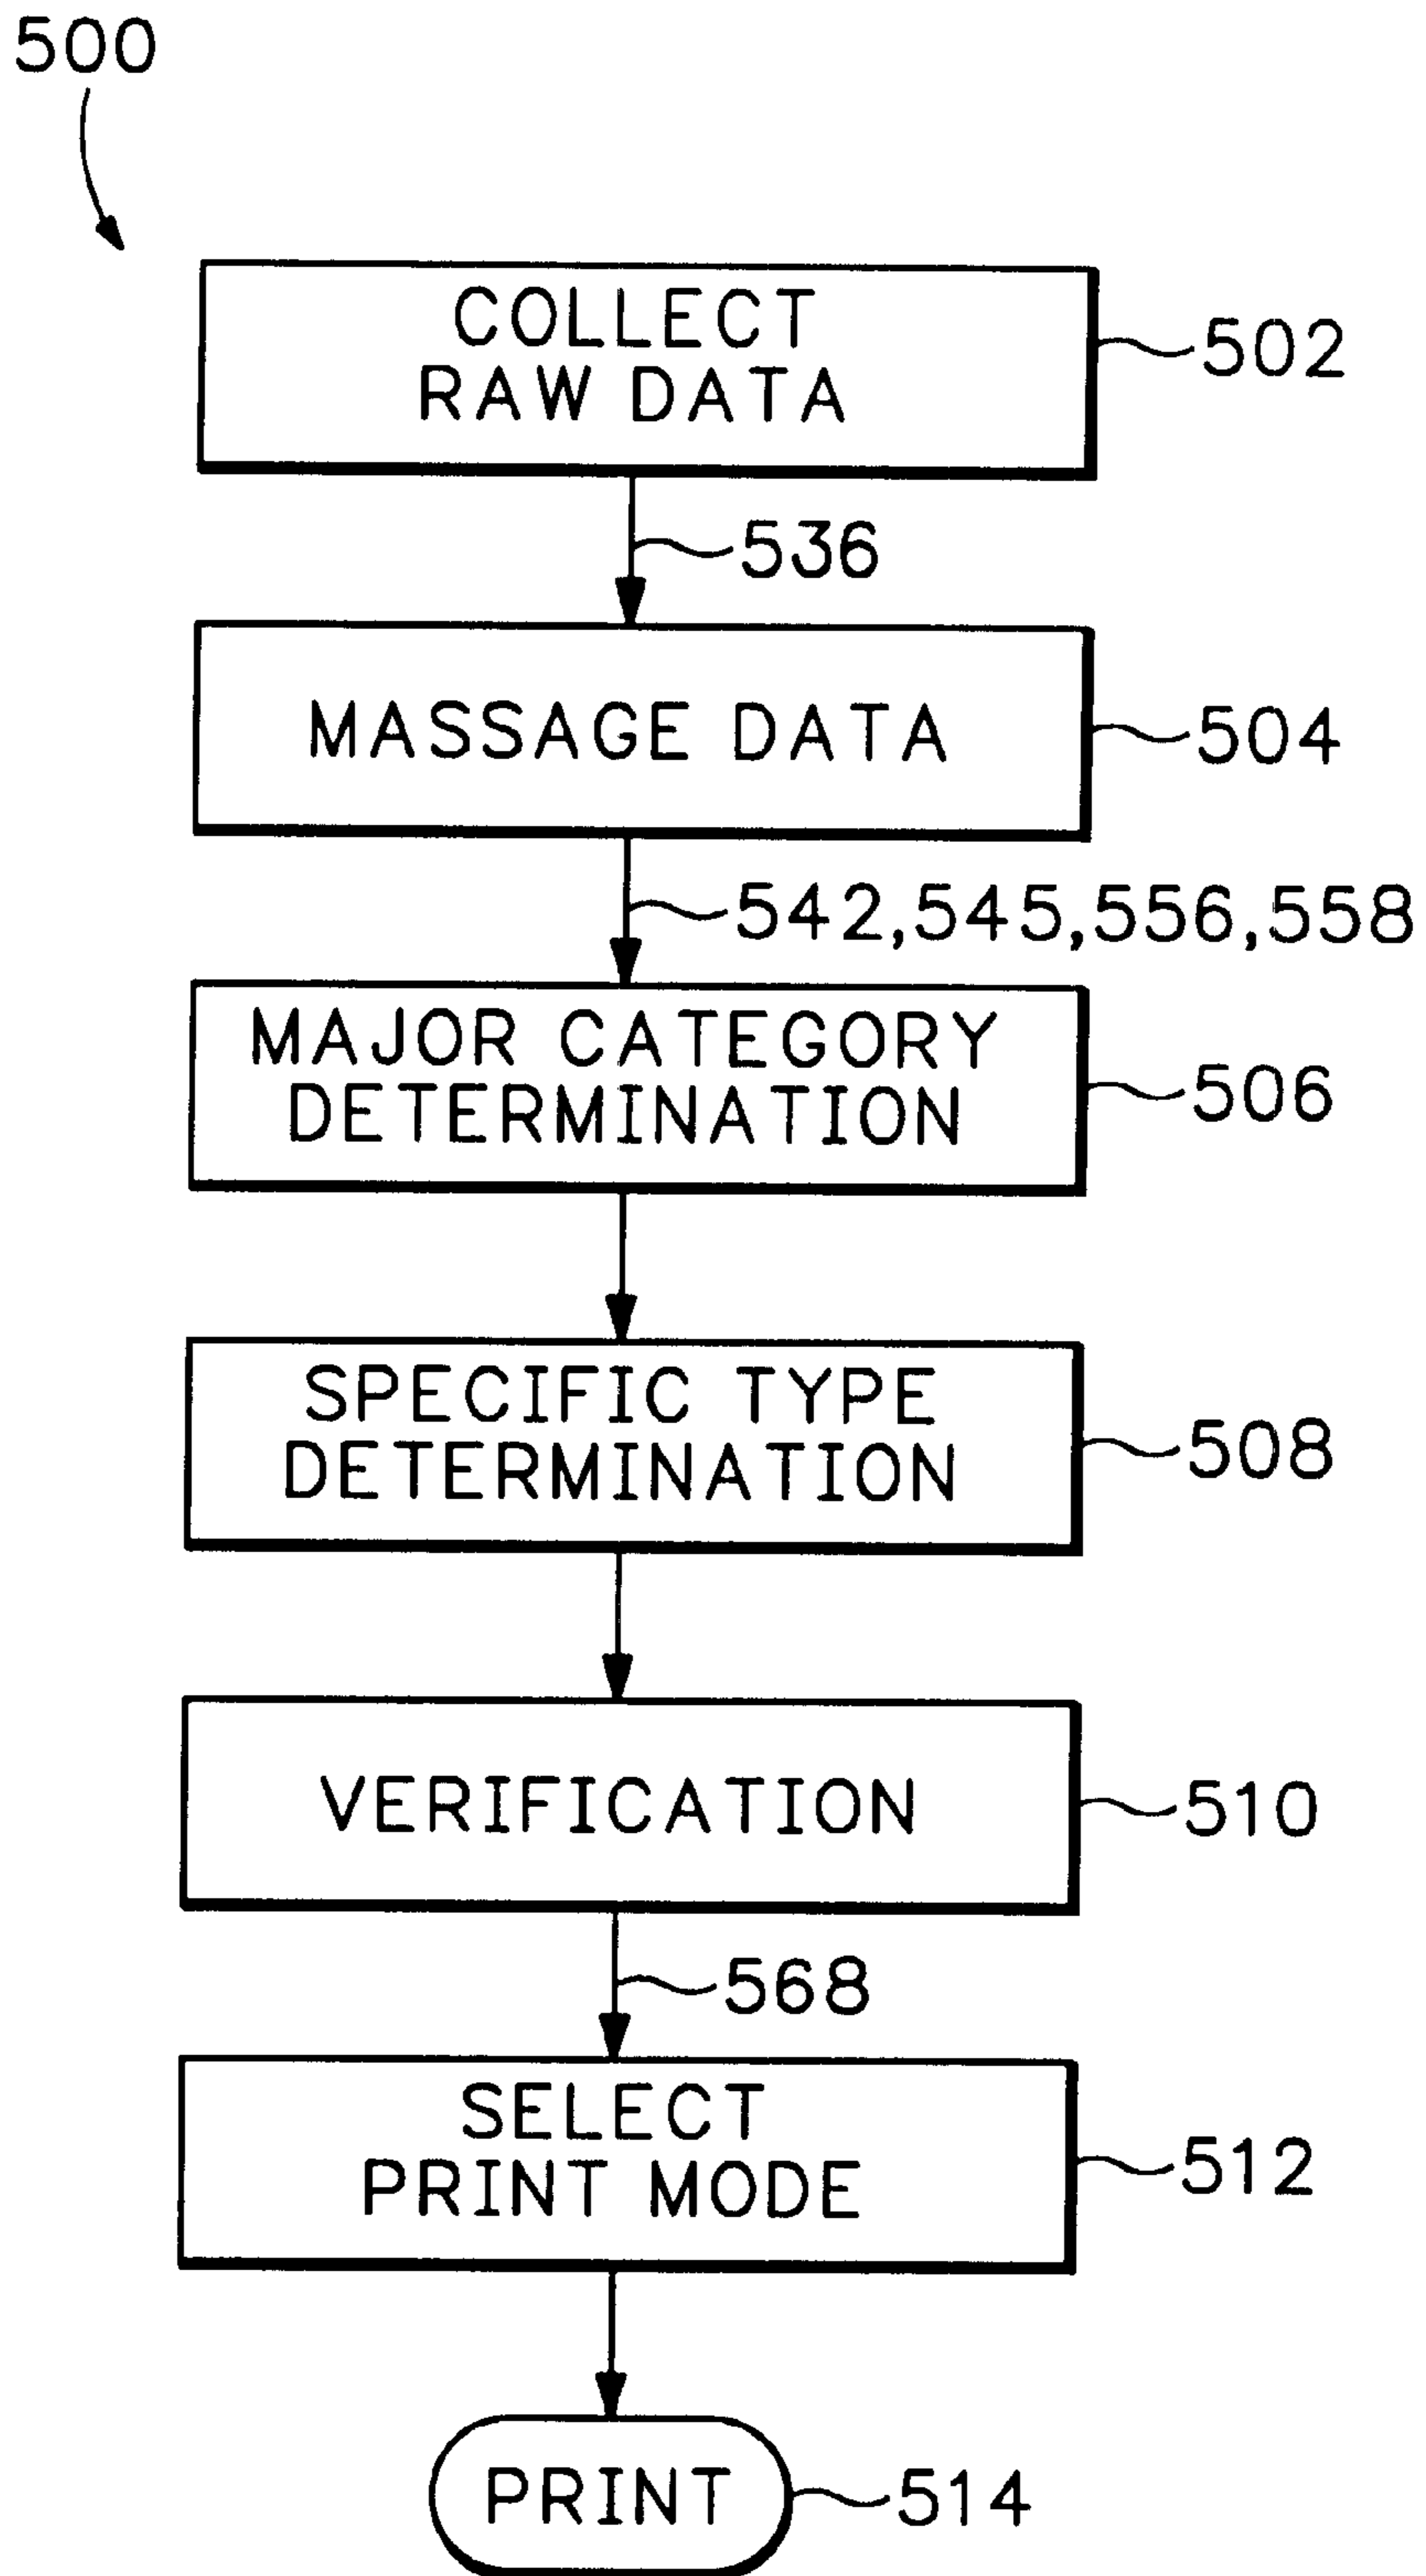 500
COLLECT
RAW DATA
502
536
MASSAGE DATA
504
542,545,556,558
MAJOR CATEGORY
DETERMINATION
506
SPECIFIC TYPE
DETERMINATION
508
VERIFICATION
510
568
SELECT
PRINT MODE
512
PRINT
514